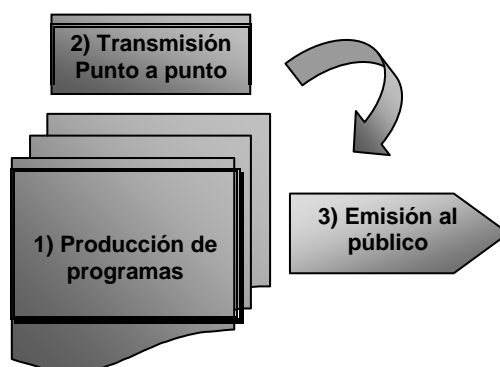 2) Transmisión
Punto a punto
1) Producción de
programas
3) Emisión al
público